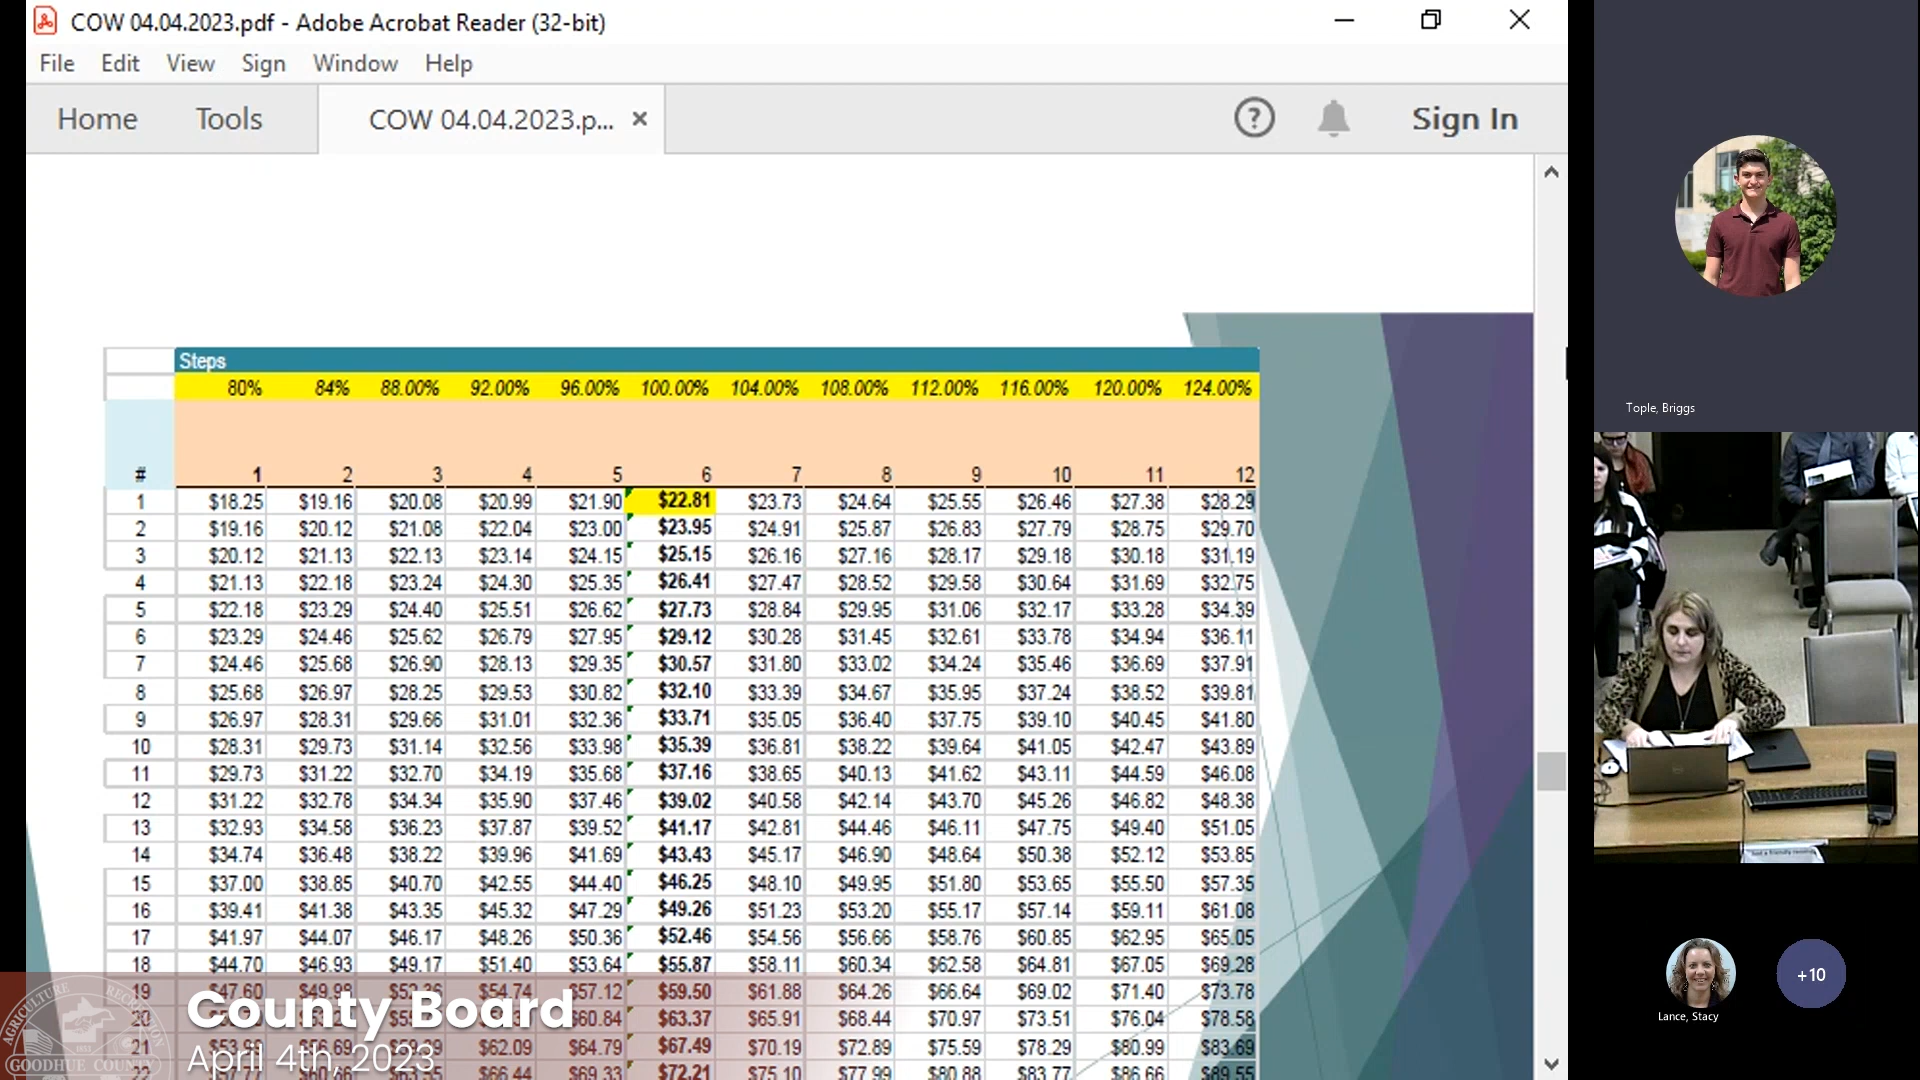 COW 04.04.2023.pdf - Adobe Acrobat Reader (32-bit)
File Edit View Sign Window Help
Home Tools COW 04.04.2023.p... × ? Sign In
Steps
80% 84% 88.00% 92.00% 96.00% 100.00% 104.00% 108.00% 112.00% 116.00% 120.00% 124.00%
# 1 2 3 4 5 6 7 8 9 10 11 12
1 $18.25 $19.16 $20.08 $20.99 $21.90 $22.81 $23.73 $24.64 $25.55 $26.46 $27.38 $28.29
2 $19.16 $20.12 $21.08 $22.04 $23.00 $23.95 $24.91 $25.87 $26.83 $27.79 $28.75 $29.70
3 $20.12 $21.13 $22.13 $23.14 $24.15 $25.15 $26.16 $27.16 $28.17 $29.18 $30.18 $31.19
4 $21.13 $22.18 $23.24 $24.30 $25.35 $26.41 $27.47 $28.52 $29.58 $30.64 $31.69 $32.75
5 $22.18 $23.29 $24.40 $25.51 $26.62 $27.73 $28.84 $29.95 $31.06 $32.17 $33.28 $34.39
6 $23.29 $24.46 $25.62 $26.79 $27.95 $29.12 $30.28 $31.45 $32.61 $33.78 $34.94 $36.11
7 $24.46 $25.68 $26.90 $28.13 $29.35 $30.57 $31.80 $33.02 $34.24 $35.46 $36.69 $37.91
8 $25.68 $26.97 $28.25 $29.53 $30.82 $32.10 $33.39 $34.67 $35.95 $37.24 $38.52 $39.81
9 $26.97 $28.31 $29.66 $31.01 $32.36 $33.71 $35.05 $36.40 $37.75 $39.10 $40.45 $41.80
10 $28.31 $29.73 $31.14 $32.56 $33.98 $35.39 $36.81 $38.22 $39.64 $41.05 $42.47 $43.89
11 $29.73 $31.22 $32.70 $34.19 $35.68 $37.16 $38.65 $40.13 $41.62 $43.11 $44.59 $46.08
12 $31.22 $32.78 $34.34 $35.90 $37.46 $39.02 $40.58 $42.14 $43.70 $45.26 $46.82 $48.38
13 $32.93 $34.58 $36.23 $37.87 $39.52 $41.17 $42.81 $44.46 $46.11 $47.75 $49.40 $51.05
14 $34.74 $36.48 $38.22 $39.96 $41.69 $43.43 $45.17 $46.90 $48.64 $50.38 $52.12 $53.85
15 $37.00 $38.85 $40.70 $42.55 $44.40 $46.25 $48.10 $49.95 $51.80 $53.65 $55.50 $57.35
16 $39.41 $41.38 $43.35 $45.32 $47.29 $49.26 $51.23 $53.20 $55.17 $57.14 $59.11 $61.08
17 $41.97 $44.07 $46.17 $48.26 $50.36 $52.46 $54.56 $56.66 $58.76 $60.85 $62.95 $65.05
18 $44.70 $46.93 $49.17 $51.40 $53.64 $55.87 $58.11 $60.34 $62.58 $64.81 $67.05 $69.28
19 $47.60 $57.12 $59.50 $61.88 $64.26 $66.64 $69.02 $71.40 $73.78
20 $60.84 $63.37 $65.91 $68.44 $70.97 $73.51 $76.04 $78.58
21 $62.09 $64.79 $67.49 $70.19 $72.89 $75.59 $78.29 $80.99 $83.69
$66.44 $69.33 $72.21 $75.10 $77.99 $80.88 $83.77 $86.66 $89.55
County Board
April 4th, 2023
AGRICULTURE RECREATION
GOODHUE COUNTY
Tople, Briggs
Lance, Stacy
+10